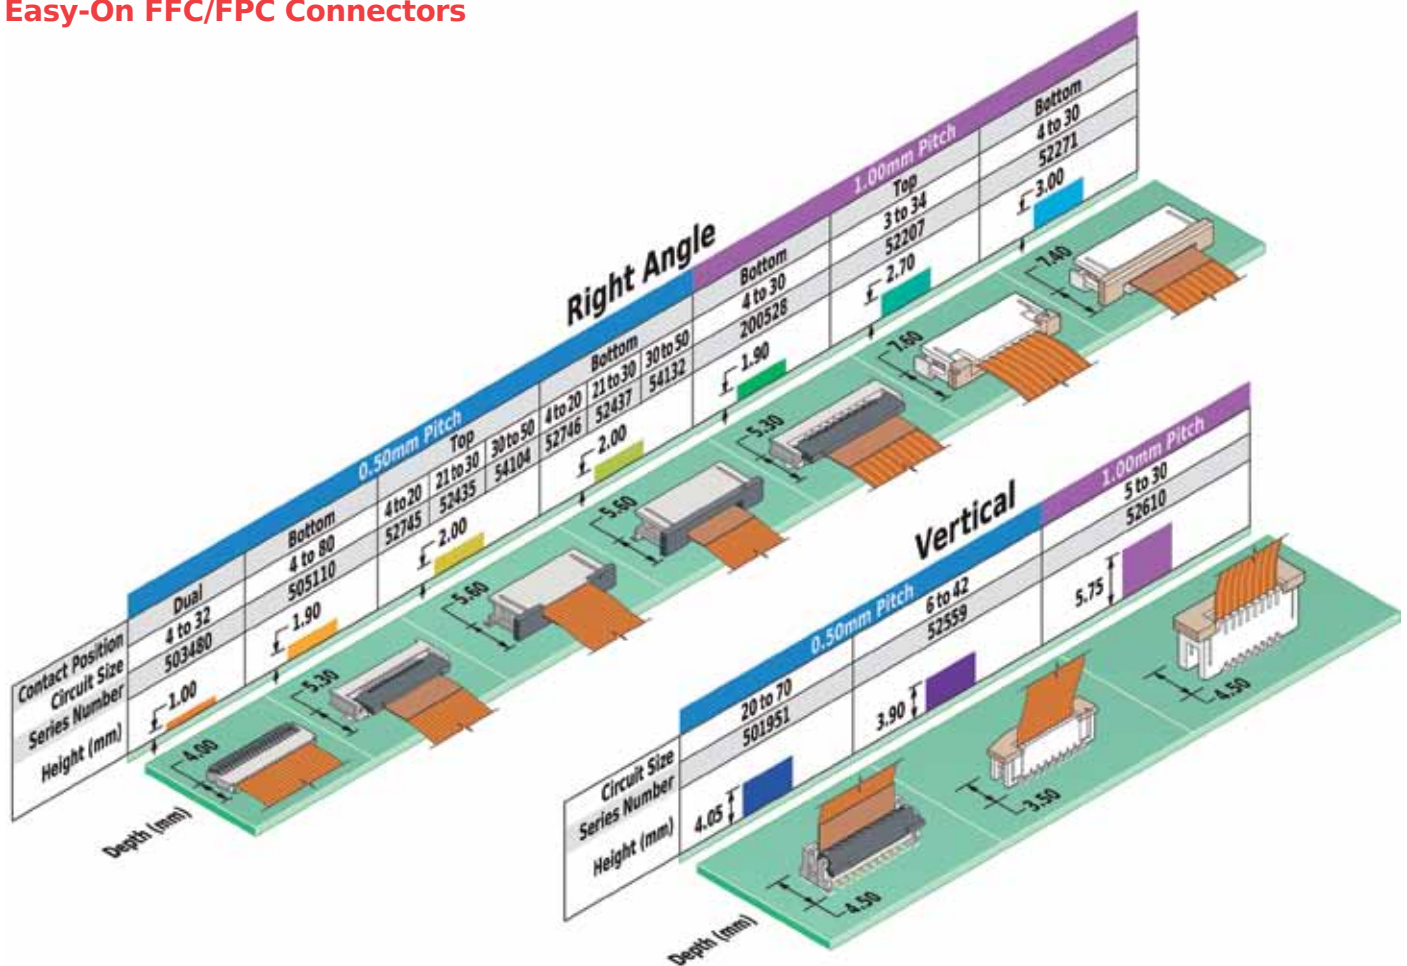 Easy-On FFC/FPC Connectors
Right Angle
0.50mm Pitch
1.00mm Pitch
Contact Position
Dual
Bottom
Top
Bottom
Bottom
Top
Bottom
Circuit Size
4 to 32
4 to 80
4 to 20
21 to 30
30 to 50
4 to 20
21 to 30
30 to 50
4 to 30
3 to 34
4 to 30
Series Number
503480
505110
52745
52435
54104
52746
52437
54132
200528
52207
52271
Height (mm)
1.00
1.90
2.00
2.00
1.90
2.70
3.00
Depth (mm)
4.00
5.30
5.60
5.60
5.30
7.60
7.40
Vertical
0.50mm Pitch
1.00mm Pitch
Circuit Size
20 to 70
6 to 42
5 to 30
Series Number
501951
52559
52610
Height (mm)
4.05
3.90
5.75
Depth (mm)
4.50
3.50
4.50